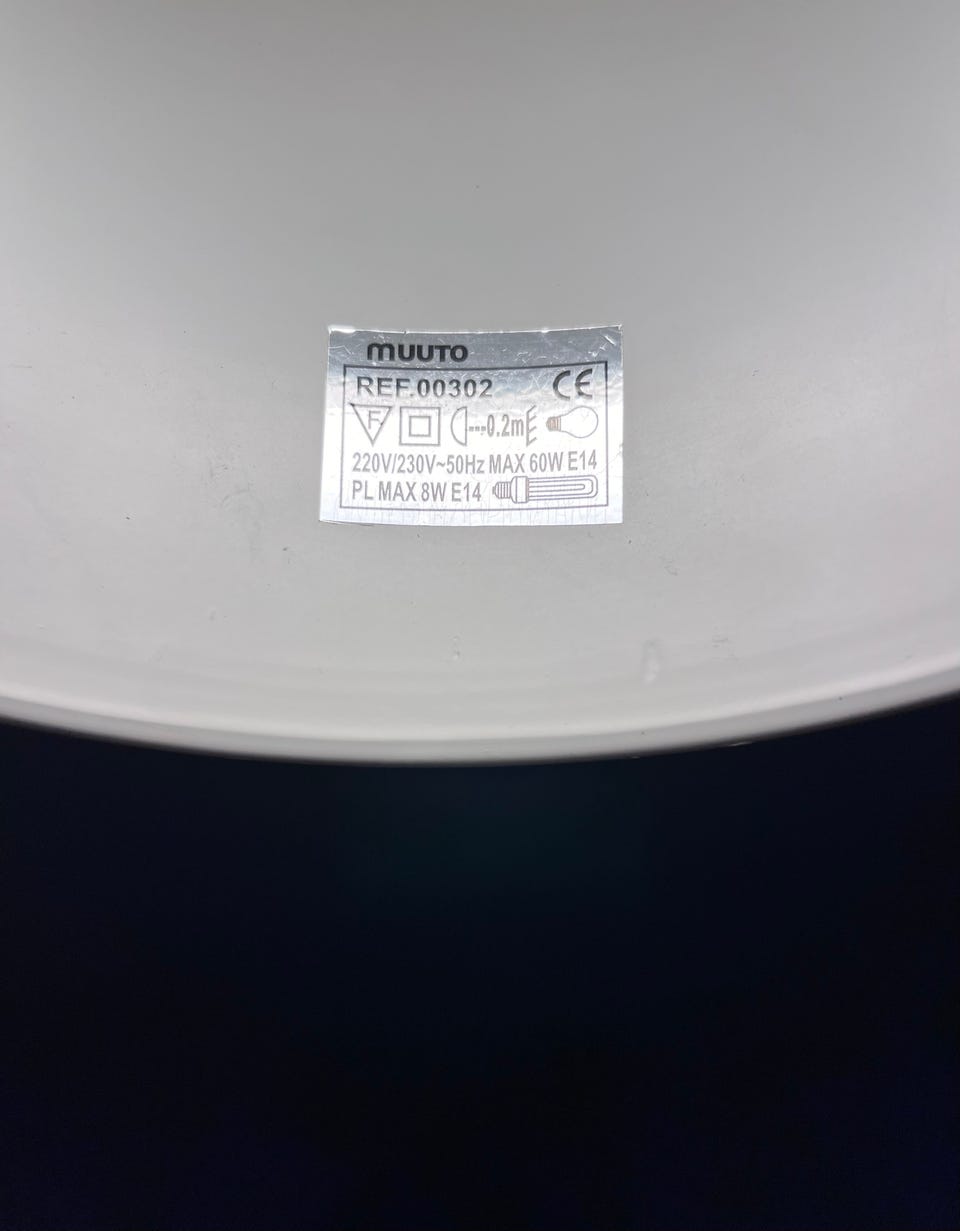 muuto
REF.00302 CE
F 0.2m
220V/230V~50Hz MAX 60W E14
PL MAX 8W E14